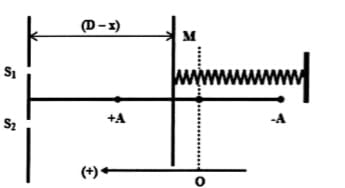 (D – x)
M
S₁
+A
-A
S₂
(+)
O